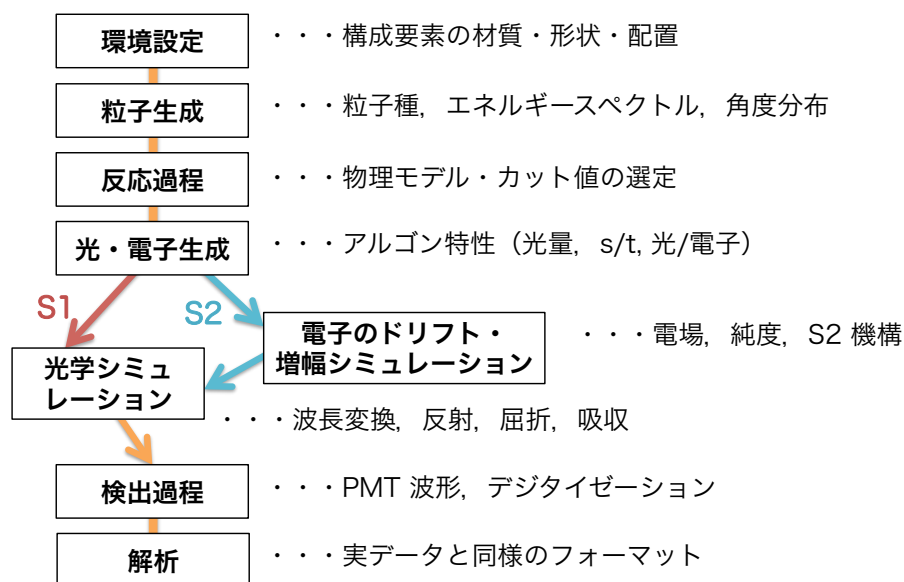 環境設定 ・・・構成要素の材質・形状・配置
粒子生成 ・・・粒子種, エネルギースペクトル, 角度分布
反応過程 ・・・物理モデル・カット値の選定
光・電子生成 ・・・アルゴン特性（光量, s/t, 光/電子）
S1
S2
電子のドリフト・
増幅シミュレーション
・・・電場, 純度, S2 機構
光学シミュ
レーション
・・・波長変換, 反射, 屈折, 吸収
検出過程 ・・・PMT 波形, デジタイゼーション
解析 ・・・実データと同様のフォーマット